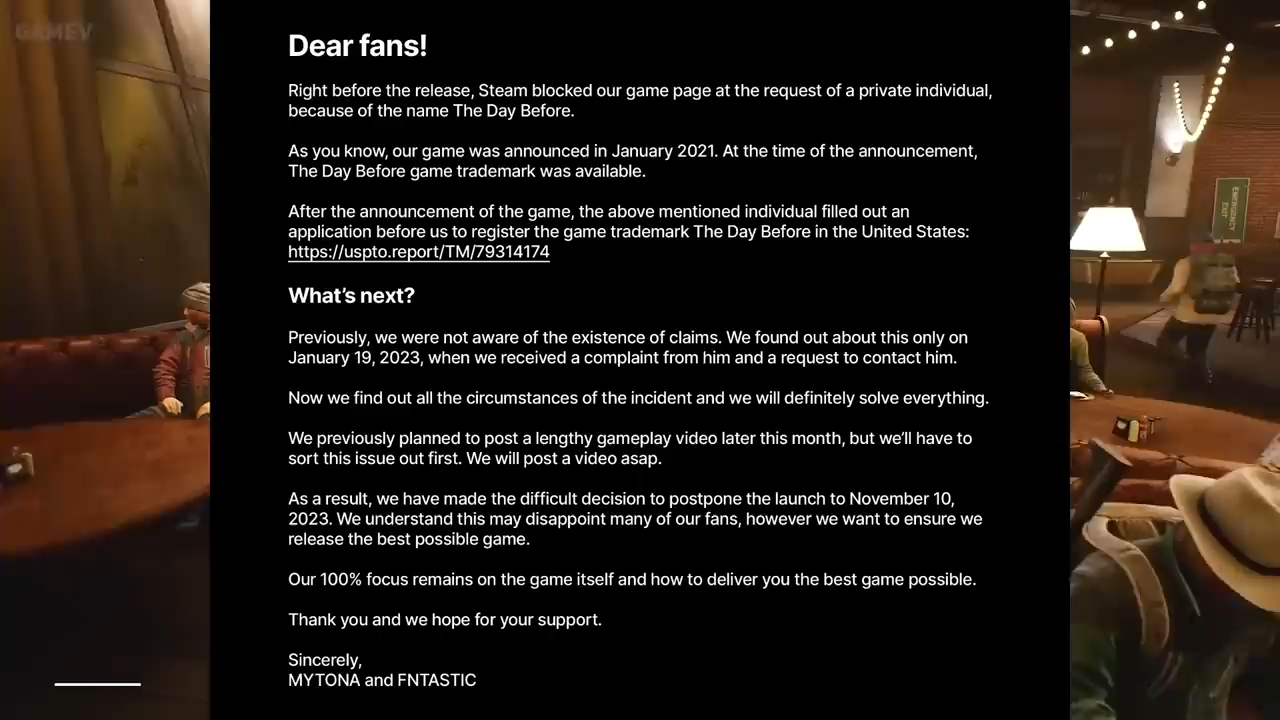 GAMEV
Dear fans!
Right before the release, Steam blocked our game page at the request of a private individual,
because of the name The Day Before.
As you know, our game was announced in January 2021. At the time of the announcement,
The Day Before game trademark was available.
After the announcement of the game, the above mentioned individual filled out an
application before us to register the game trademark The Day Before in the United States:
https://uspto.report/TM/79314174
What's next?
Previously, we were not aware of the existence of claims. We found out about this only on
January 19, 2023, when we received a complaint from him and a request to contact him.
Now we find out all the circumstances of the incident and we will definitely solve everything.
We previously planned to post a lengthy gameplay video later this month, but we'll have to
sort this issue out first. We will post a video asap.
As a result, we have made the difficult decision to postpone the launch to November 10,
2023. We understand this may disappoint many of our fans, however we want to ensure we
release the best possible game.
Our 100% focus remains on the game itself and how to deliver you the best game possible.
Thank you and we hope for your support.
Sincerely,
MYTONA and FNTASTIC
EMERGENCY
EXIT